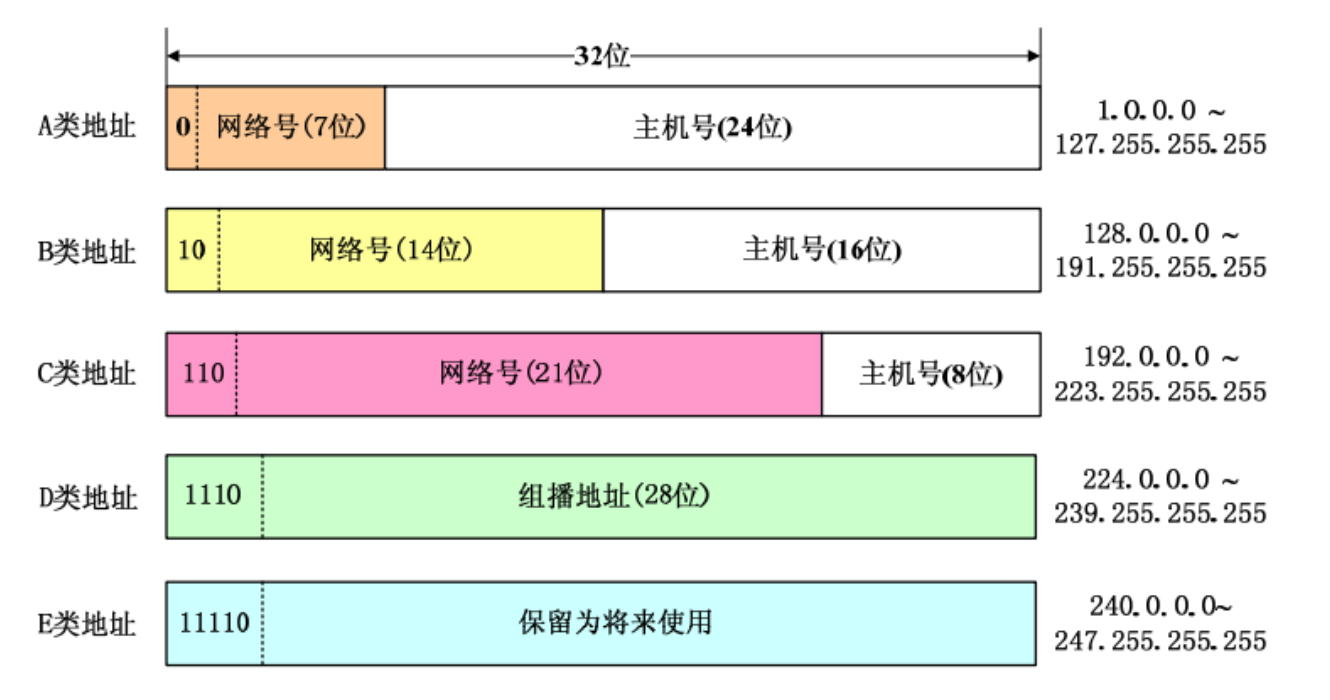 32位
A类地址 0 网络号(7位) 主机号(24位) 1.0.0.0 ~
127.255.255.255
B类地址 10 网络号(14位) 主机号(16位) 128.0.0.0 ~
191.255.255.255
C类地址 110 网络号(21位) 主机号(8位) 192.0.0.0 ~
223.255.255.255
D类地址 1110 组播地址(28位) 224.0.0.0 ~
239.255.255.255
E类地址 11110 保留为将来使用 240.0.0.0~
247.255.255.255